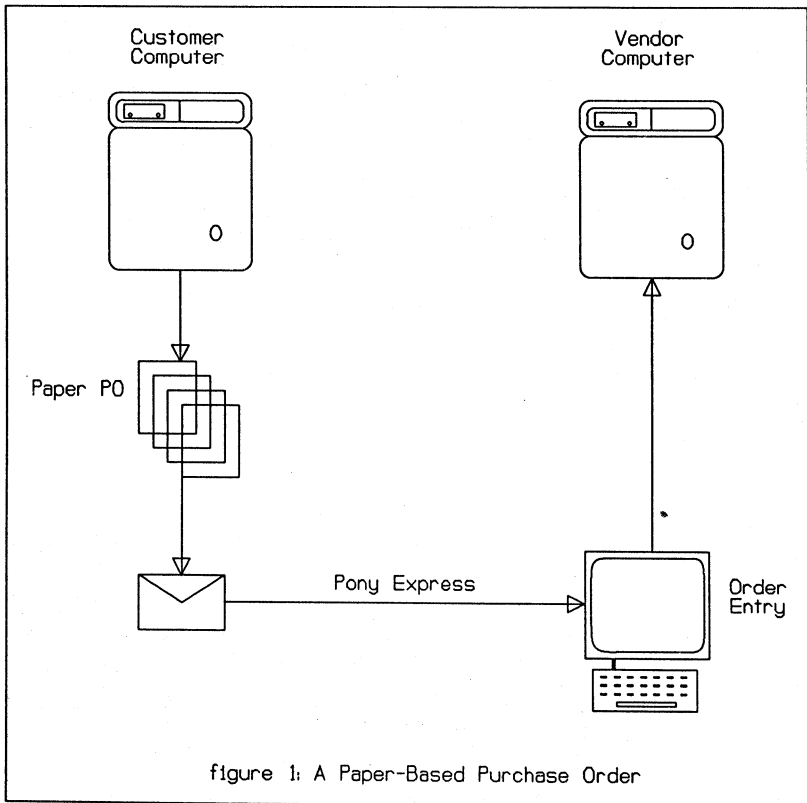 Customer
Computer
Vendor
Computer
Paper PO
Pony Express
Order
Entry
figure 1: A Paper-Based Purchase Order